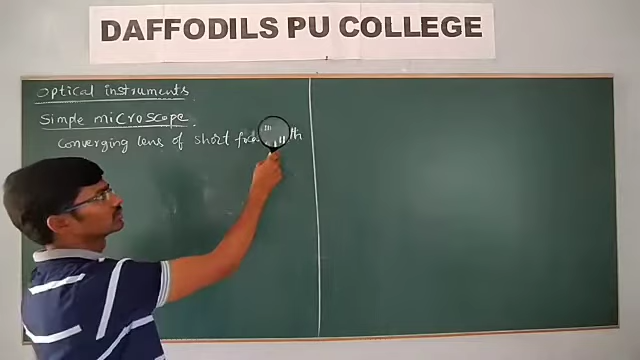 DAFFODILS PU COLLEGE
Optical instruments
Simple microscope.
Converging lens of short